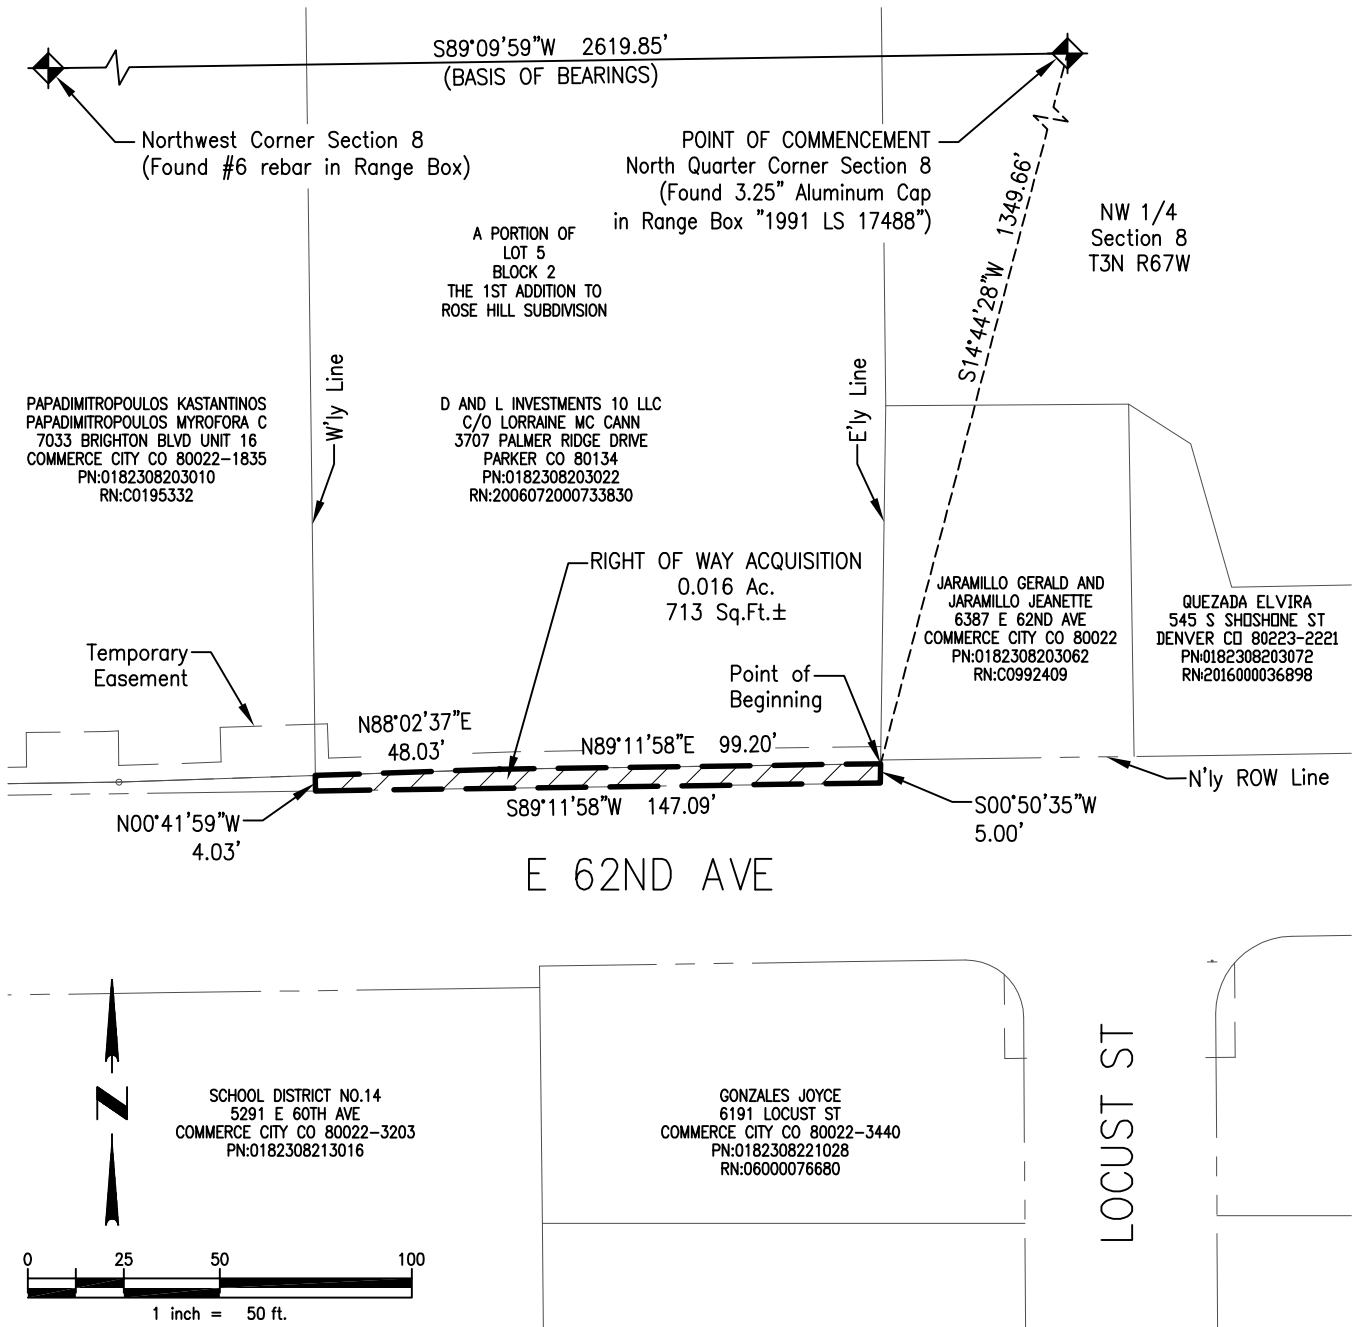 S89°09'59"W 2619.85'
(BASIS OF BEARINGS)
Northwest Corner Section 8
(Found #6 rebar in Range Box)
POINT OF COMMENCEMENT
North Quarter Corner Section 8
(Found 3.25" Aluminum Cap
in Range Box "1991 LS 17488")
S14°44'28"W 1349.66'
NW 1/4
Section 8
T3N R67W
A PORTION OF
LOT 5
BLOCK 2
THE 1ST ADDITION TO
ROSE HILL SUBDIVISION
W'ly Line
E'ly Line
PAPADIMITROPOULOS KASTANTINOS
PAPADIMITROPOULOS MYROFORA C
7033 BRIGHTON BLVD UNIT 16
COMMERCE CITY CO 80022-1835
PN:0182308203010
RN:C0195332
D AND L INVESTMENTS 10 LLC
C/O LORRAINE MC CANN
3707 PALMER RIDGE DRIVE
PARKER CO 80134
PN:0182308203022
RN:2006072000733830
RIGHT OF WAY ACQUISITION
0.016 Ac.
713 Sq.Ft.±
JARAMILLO GERALD AND
JARAMILLO JEANETTE
6387 E 62ND AVE
COMMERCE CITY CO 80022
PN:0182308203062
RN:C0992409
QUEZADA ELVIRA
545 S SHOSHONE ST
DENVER CO 80223-2221
PN:0182308203072
RN:2016000036898
Temporary
Easement
Point of
Beginning
N88°02'37"E
48.03'
N89°11'58"E 99.20'
N'ly ROW Line
S89°11'58"W 147.09'
S00°50'35"W
5.00'
N00°41'59"W
4.03'
E 62ND AVE
LOCUST ST
N
SCHOOL DISTRICT NO.14
5291 E 60TH AVE
COMMERCE CITY CO 80022-3203
PN:0182308213016
GONZALES JOYCE
6191 LOCUST ST
COMMERCE CITY CO 80022-3440
PN:0182308221028
RN:06000076680
0 25 50 100
1 inch = 50 ft.